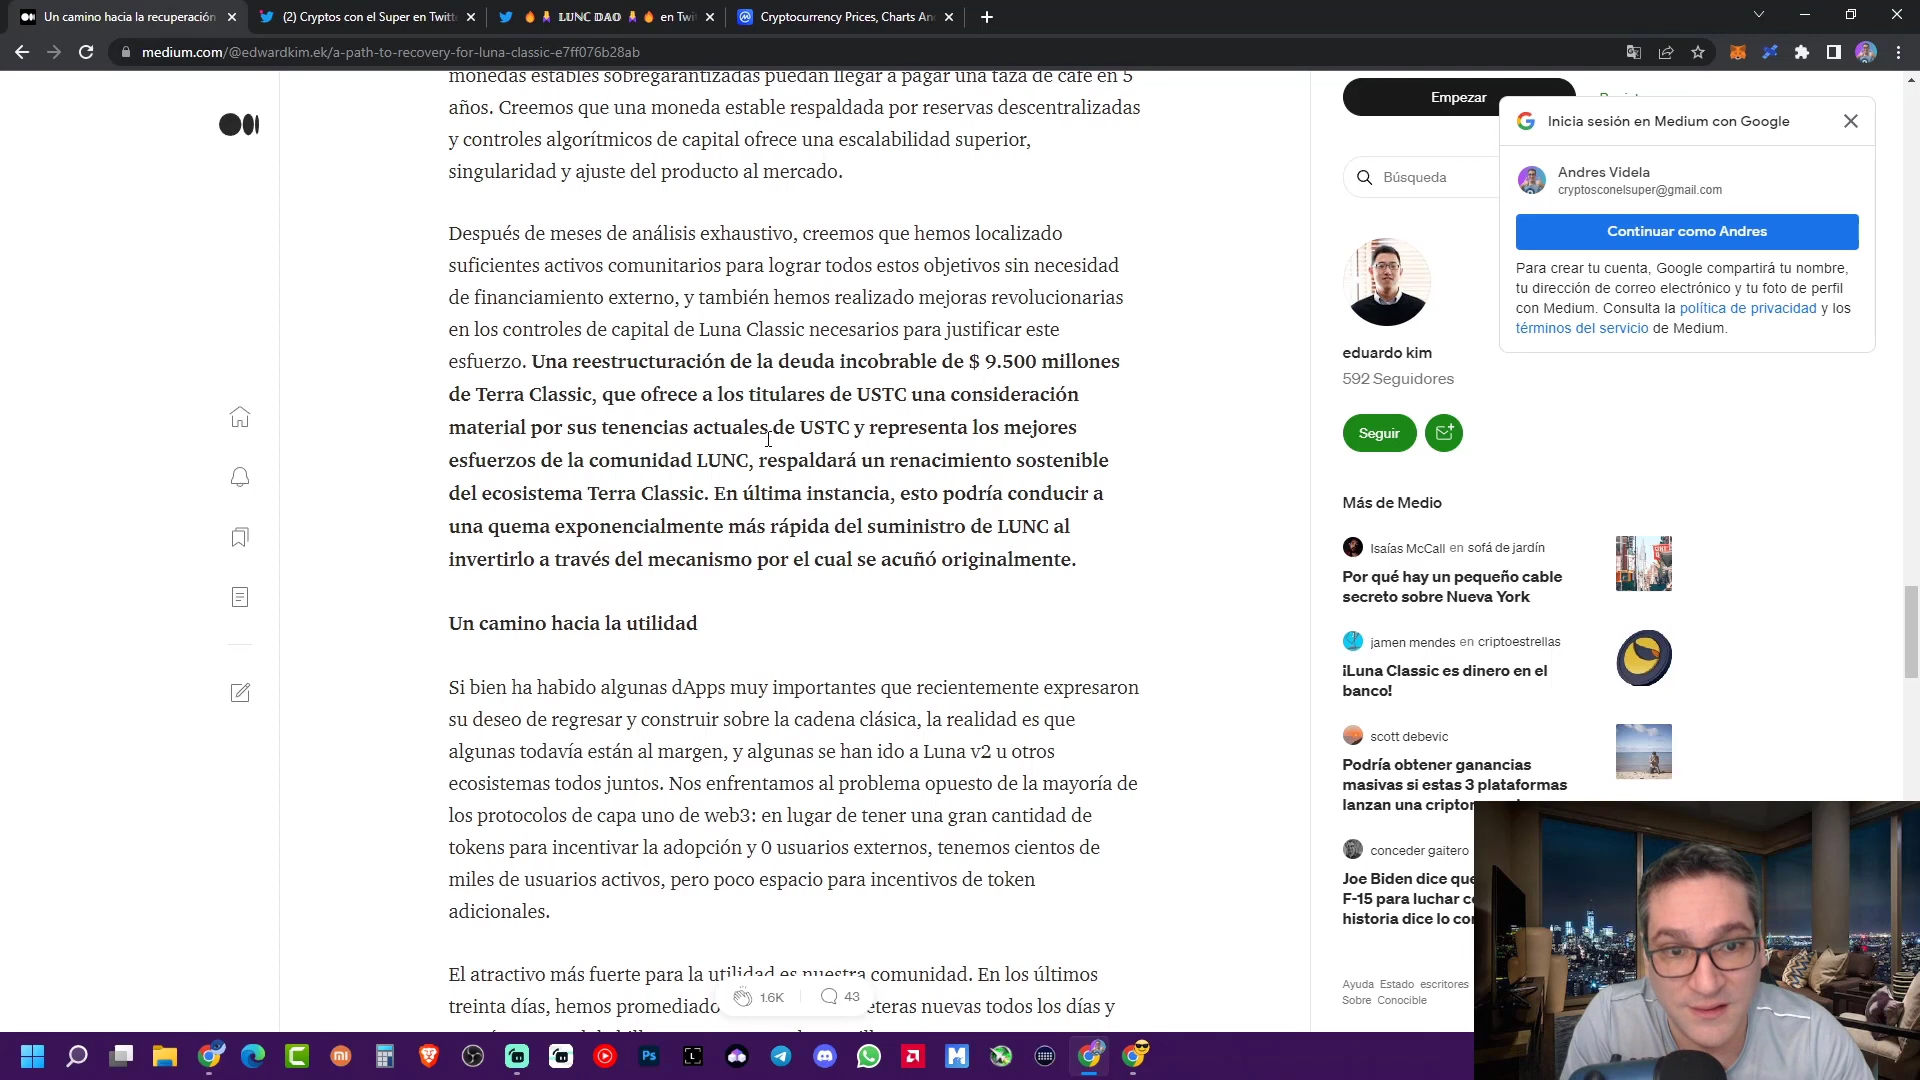 Un camino hacia la recuperación
(2) Cryptos con el Super en Twitt
🔥 🧜‍♀️ LUNC DAO 🧜‍♀️ 🔥 en Twi
Cryptocurrency Prices, Charts An
medium.com/@edwardkim.ek/a-path-to-recovery-for-luna-classic-e7ff076b28ab
monedas estables sobregarantizadas puedan llegar a pagar una taza de café en 5
años. Creemos que una moneda estable respaldada por reservas descentralizadas
y controles algorítmicos de capital ofrece una escalabilidad superior,
singularidad y ajuste del producto al mercado.
Después de meses de análisis exhaustivo, creemos que hemos localizado
suficientes activos comunitarios para lograr todos estos objetivos sin necesidad
de financiamiento externo, y también hemos realizado mejoras revolucionarias
en los controles de capital de Luna Classic necesarios para justificar este
esfuerzo. Una reestructuración de la deuda incobrable de $ 9.500 millones
de Terra Classic, que ofrece a los titulares de USTC una consideración
material por sus tenencias actuales de USTC y representa los mejores
esfuerzos de la comunidad LUNC, respaldará un renacimiento sostenible
del ecosistema Terra Classic. En última instancia, esto podría conducir a
una quema exponencialmente más rápida del suministro de LUNC al
invertirlo a través del mecanismo por el cual se acuñó originalmente.
Un camino hacia la utilidad
Si bien ha habido algunas dApps muy importantes que recientemente expresaron
su deseo de regresar y construir sobre la cadena clásica, la realidad es que
algunas todavía están al margen, y algunas se han ido a Luna v2 u otros
ecosistemas todos juntos. Nos enfrentamos al problema opuesto de la mayoría de
los protocolos de capa uno de web3: en lugar de tener una gran cantidad de
tokens para incentivar la adopción y 0 usuarios externos, tenemos cientos de
miles de usuarios activos, pero poco espacio para incentivos de token
adicionales.
El atractivo más fuerte para la utilidad es nuestra comunidad. En los últimos
treinta días, hemos promediado
eteras nuevas todos los días y
1.6K
43
Empezar
Búsqueda
Inicia sesión en Medium con Google
Andres Videla
cryptosconelsuper@gmail.com
Continuar como Andres
Para crear tu cuenta, Google compartirá tu nombre,
tu dirección de correo electrónico y tu foto de perfil
con Medium. Consulta la política de privacidad y los
términos del servicio de Medium.
eduardo kim
592 Seguidores
Seguir
Más de Medio
Isaías McCall en sofá de jardín
Por qué hay un pequeño cable
secreto sobre Nueva York
jamen mendes en criptoestrellas
¡Luna Classic es dinero en el
banco!
scott debevic
Podría obtener ganancias
masivas si estas 3 plataformas
lanzan una cripto
conceder gaitero
Joe Biden dice que
F-15 para luchar c
historia dice lo co
Ayuda Estado escritores
Sobre Conocible